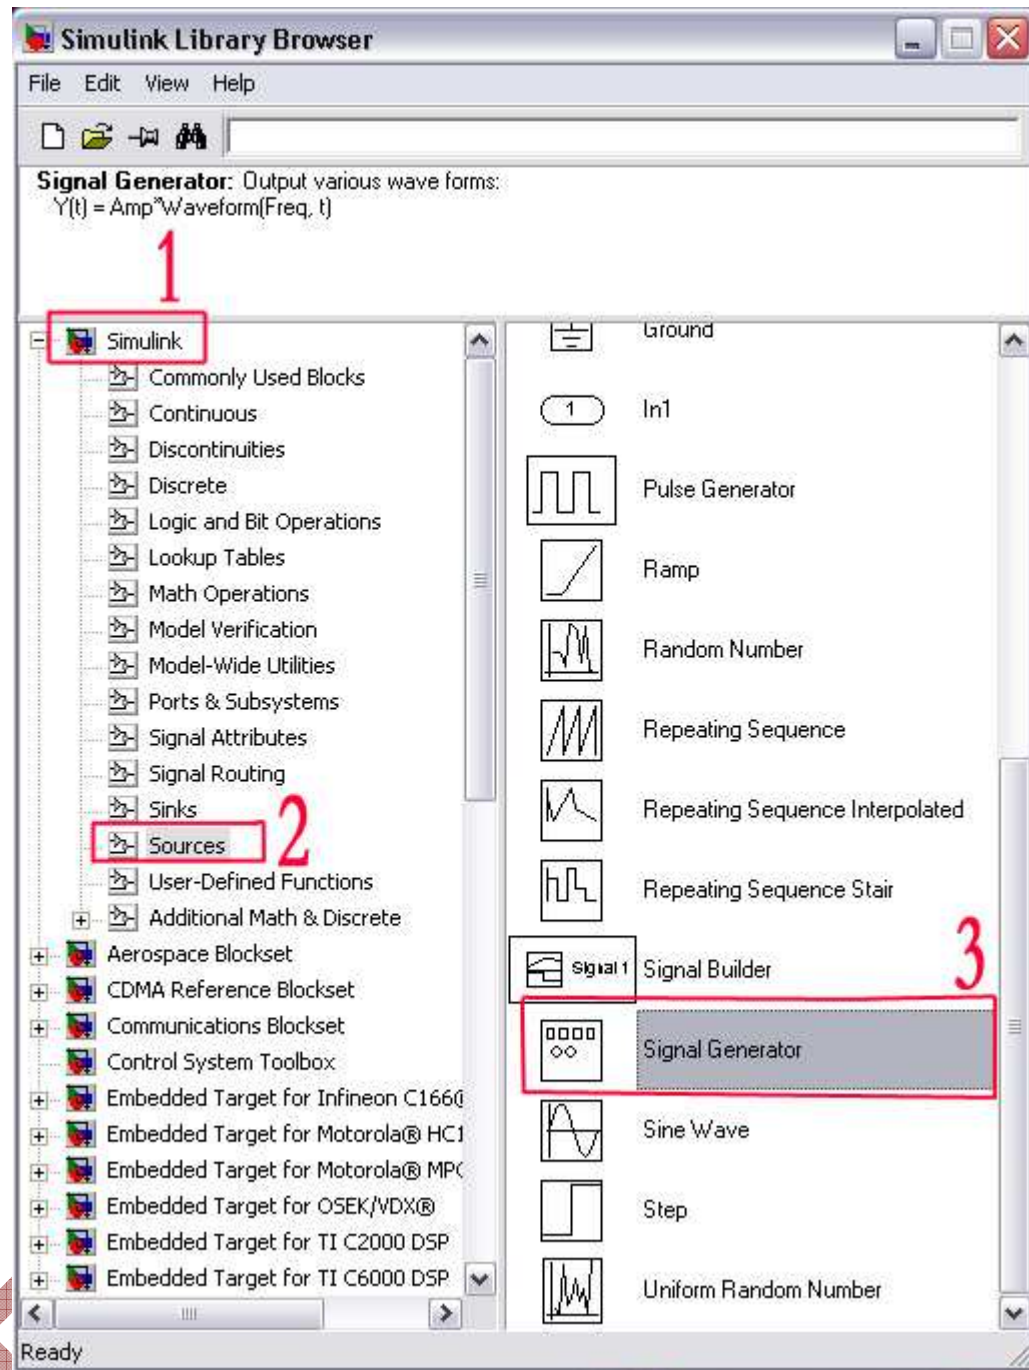 Simulink Library Browser
File Edit View Help
Signal Generator: Output various wave forms:
Y(t) = Amp*Waveform(Freq, t)
1
Simulink
Commonly Used Blocks
Continuous
Discontinuities
Discrete
Logic and Bit Operations
Lookup Tables
Math Operations
Model Verification
Model-Wide Utilities
Ports & Subsystems
Signal Attributes
Signal Routing
Sinks
2
Sources
User-Defined Functions
Additional Math & Discrete
Aerospace Blockset
CDMA Reference Blockset
Communications Blockset
Control System Toolbox
Embedded Target for Infineon C166
Embedded Target for Motorola® HC1
Embedded Target for Motorola® MPC
Embedded Target for OSEK/VDX®
Embedded Target for TI C2000 DSP
Embedded Target for TI C6000 DSP
Ground
1 In1
Pulse Generator
Ramp
Random Number
Repeating Sequence
Repeating Sequence Interpolated
Repeating Sequence Stair
3
Signal 1 Signal Builder
Signal Generator
Sine Wave
Step
Uniform Random Number
Ready